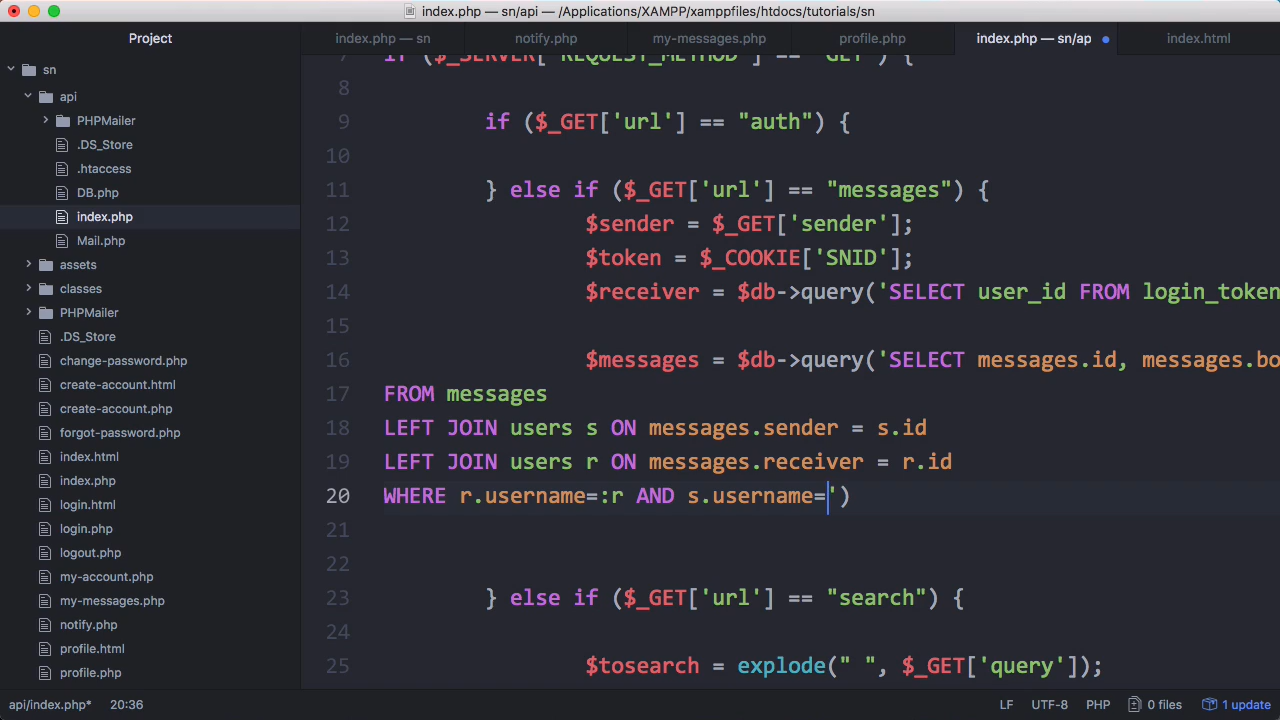 index.php — sn/api — /Applications/XAMPP/xamppfiles/htdocs/tutorials/sn
Project
index.php — sn
notify.php
my-messages.php
profile.php
index.php — sn/ap
index.html
sn
api
PHPMailer
.DS_Store
.htaccess
DB.php
index.php
Mail.php
assets
classes
PHPMailer
.DS_Store
change-password.php
create-account.html
create-account.php
forgot-password.php
index.html
index.php
login.html
login.php
logout.php
my-account.php
my-messages.php
notify.php
profile.html
profile.php
7 if ($_SERVER['REQUEST_METHOD'] == "GET") {
8
9 if ($_GET['url'] == "auth") {
10
11 } else if ($_GET['url'] == "messages") {
12 $sender = $_GET['sender'];
13 $token = $_COOKIE['SNID'];
14 $receiver = $db->query('SELECT user_id FROM login_token
15
16 $messages = $db->query('SELECT messages.id, messages.bo
17 FROM messages
18 LEFT JOIN users s ON messages.sender = s.id
19 LEFT JOIN users r ON messages.receiver = r.id
20 WHERE r.username=:r AND s.username=')
21
22
23 } else if ($_GET['url'] == "search") {
24
25 $tosearch = explode(" ", $_GET['query']);
api/index.php* 20:36 LF UTF-8 PHP 0 files 1 update